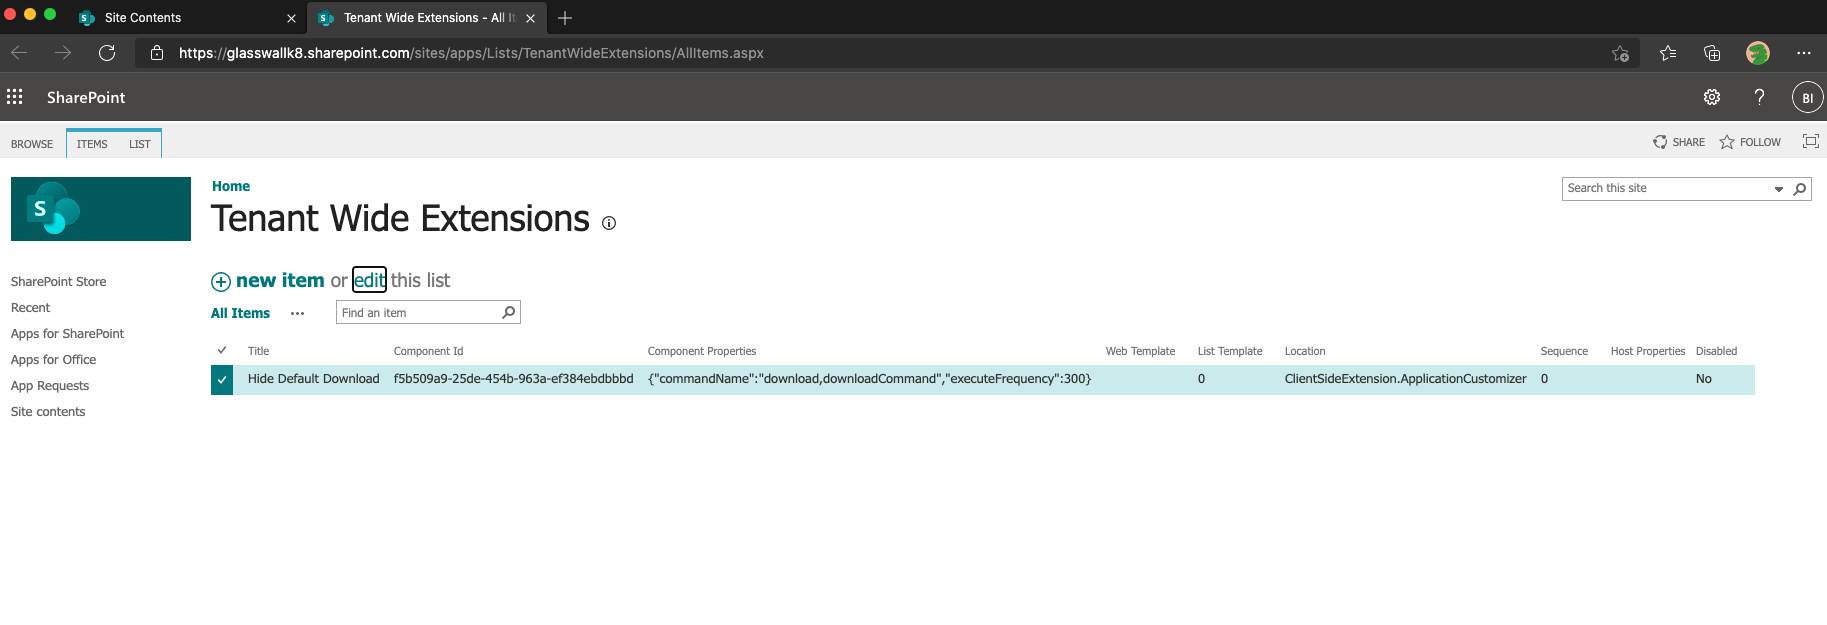 Site Contents
Tenant Wide Extensions - All It
https://glasswallk8.sharepoint.com/sites/apps/Lists/TenantWideExtensions/AllItems.aspx
SharePoint
? BI
BROWSE ITEMS LIST SHARE FOLLOW
S
Home
Search this site
Tenant Wide Extensions
new item or edit this list
All Items ... Find an item
SharePoint Store
Recent
Apps for SharePoint
Apps for Office
App Requests
Site contents
Title Component Id Component Properties Web Template List Template Location Sequence Host Properties Disabled
Hide Default Download f5b509a9-25de-454b-963a-ef384ebdbbbd {"commandName":"download,downloadCommand","executeFrequency":300} 0 ClientSideExtension.ApplicationCustomizer 0 No